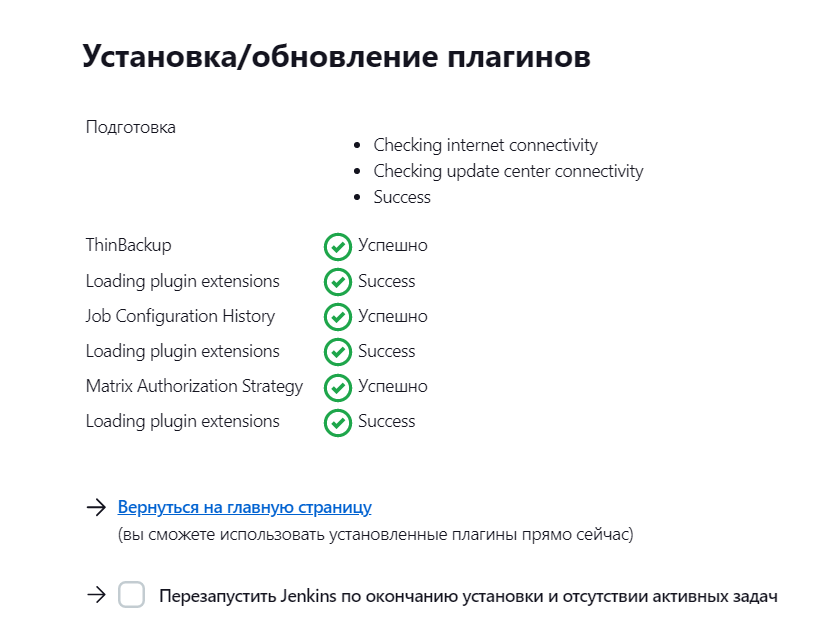 Установка/обновление плагинов
Подготовка
Checking internet connectivity
Checking update center connectivity
Success
ThinBackup Успешно
Loading plugin extensions Success
Job Configuration History Успешно
Loading plugin extensions Success
Matrix Authorization Strategy Успешно
Loading plugin extensions Success
Вернуться на главную страницу
(вы сможете использовать установленные плагины прямо сейчас)
Перезапустить Jenkins по окончанию установки и отсутствии активных задач